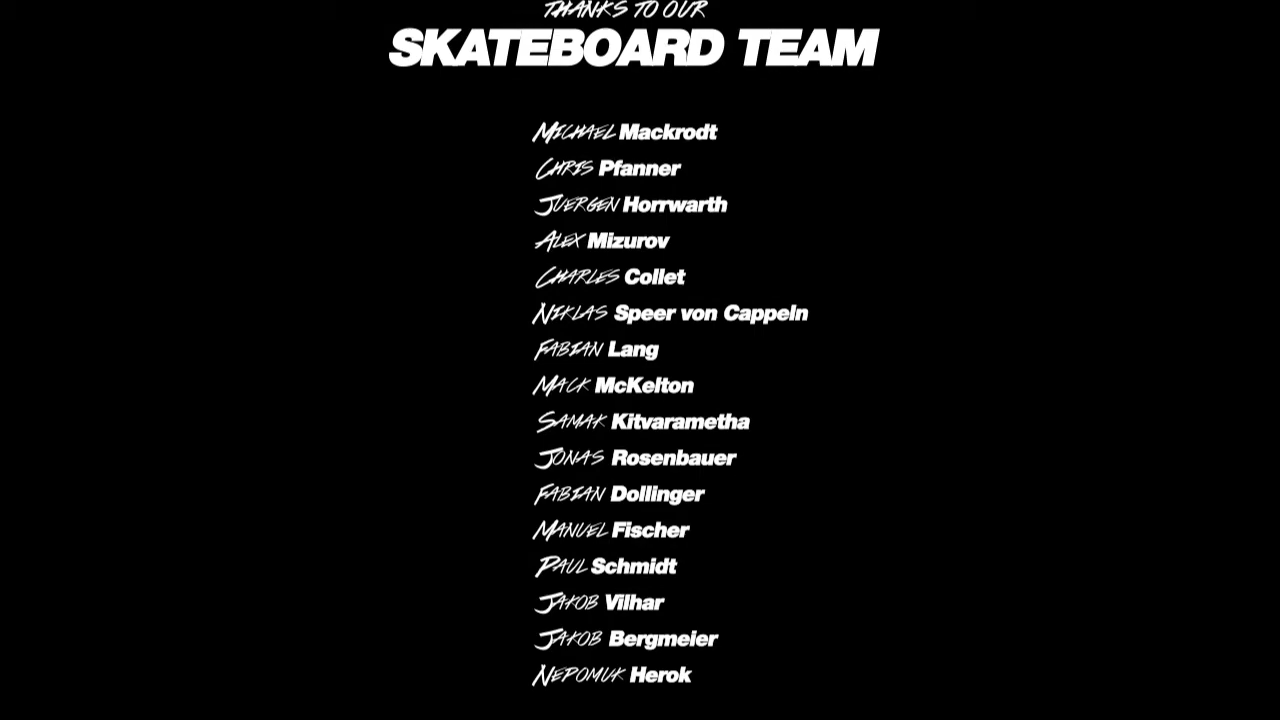 THANKS TO OUR
SKATEBOARD TEAM
MICHAEL Mackrodt
CHRIS Pfanner
JUERGEN Horrwarth
ALEX Mizurov
CHARLES Collet
NIKLAS Speer von Cappeln
FABIAN Lang
MACK McKelton
SAMAK Kitvarametha
JONAS Rosenbauer
FABIAN Dollinger
MANUEL Fischer
PAUL Schmidt
JAKOB Vilhar
JAKOB Bergmeier
NEPOMUK Herok